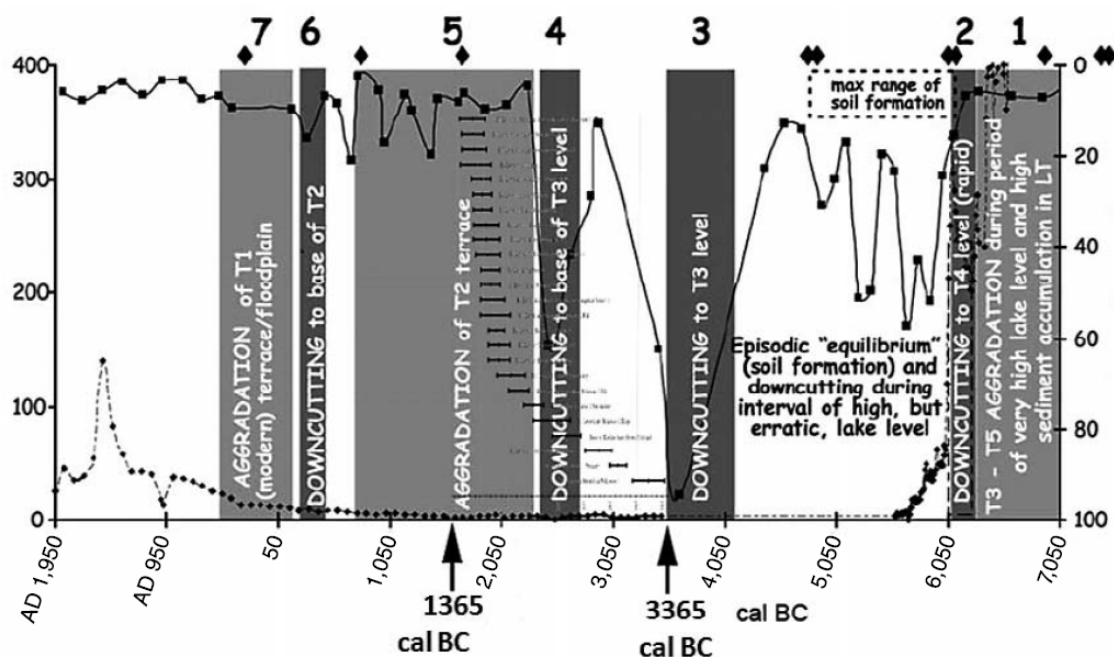 7 6 5 4 3 2 1
400
300
200
100
0
0
20
40
60
80
100
AGGRADATION of T1
(modern) terrace/floodplain
DOWNCUTTING to base of T2
AGGRADATION of T2 terrace
DOWNCUTTING to base of T3 level
DOWNCUTTING to T3 level
max range of
soil formation
Episodic "equilibrium"
(soil formation) and
downcutting during
interval of high, but
erratic, lake level
DOWNCUTTING to T4 level (rapid)
T3 - T5 AGGRADATION during period
of very high lake level and high
sediment accumulation in LT
AD 1,950
AD 950
50
1,050
2,050
3,050
4,050
5,050
6,050
7,050
1365
cal BC
3365
cal BC
cal BC